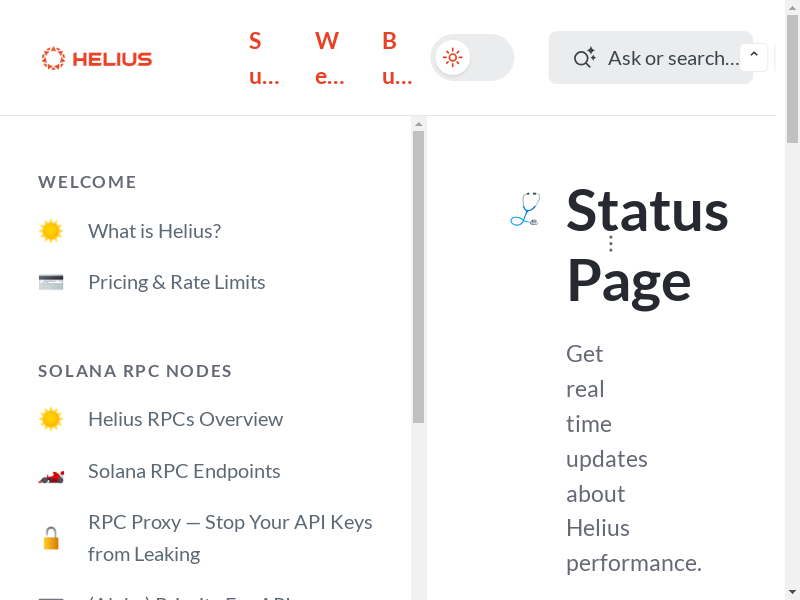 HELIUS
S
u...
We
e...
B
u...
Ask or search...
WELCOME
What is Helius?
Pricing & Rate Limits
SOLANA RPC NODES
Helius RPCs Overview
Solana RPC Endpoints
RPC Proxy — Stop Your API Keys
from Leaking
Status
Page
Get
real
time
updates
about
Helius
performance.